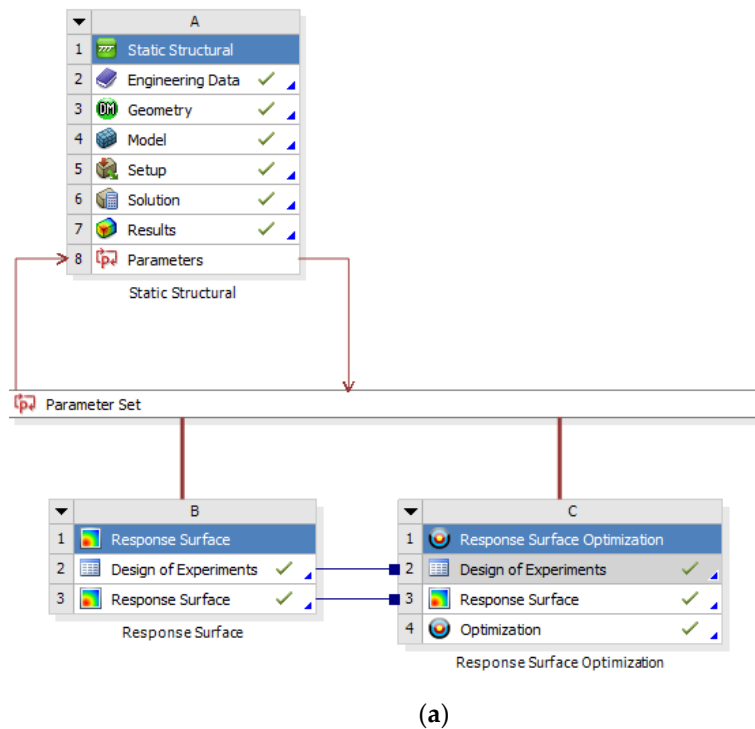 A
1 Static Structural
2 Engineering Data
3 DM Geometry
4 Model
5 Setup
6 Solution
7 Results
8 Parameters
Static Structural
Parameter Set
B
1 Response Surface
2 Design of Experiments
3 Response Surface
Response Surface
C
1 Response Surface Optimization
2 Design of Experiments
3 Response Surface
4 Optimization
Response Surface Optimization
(a)